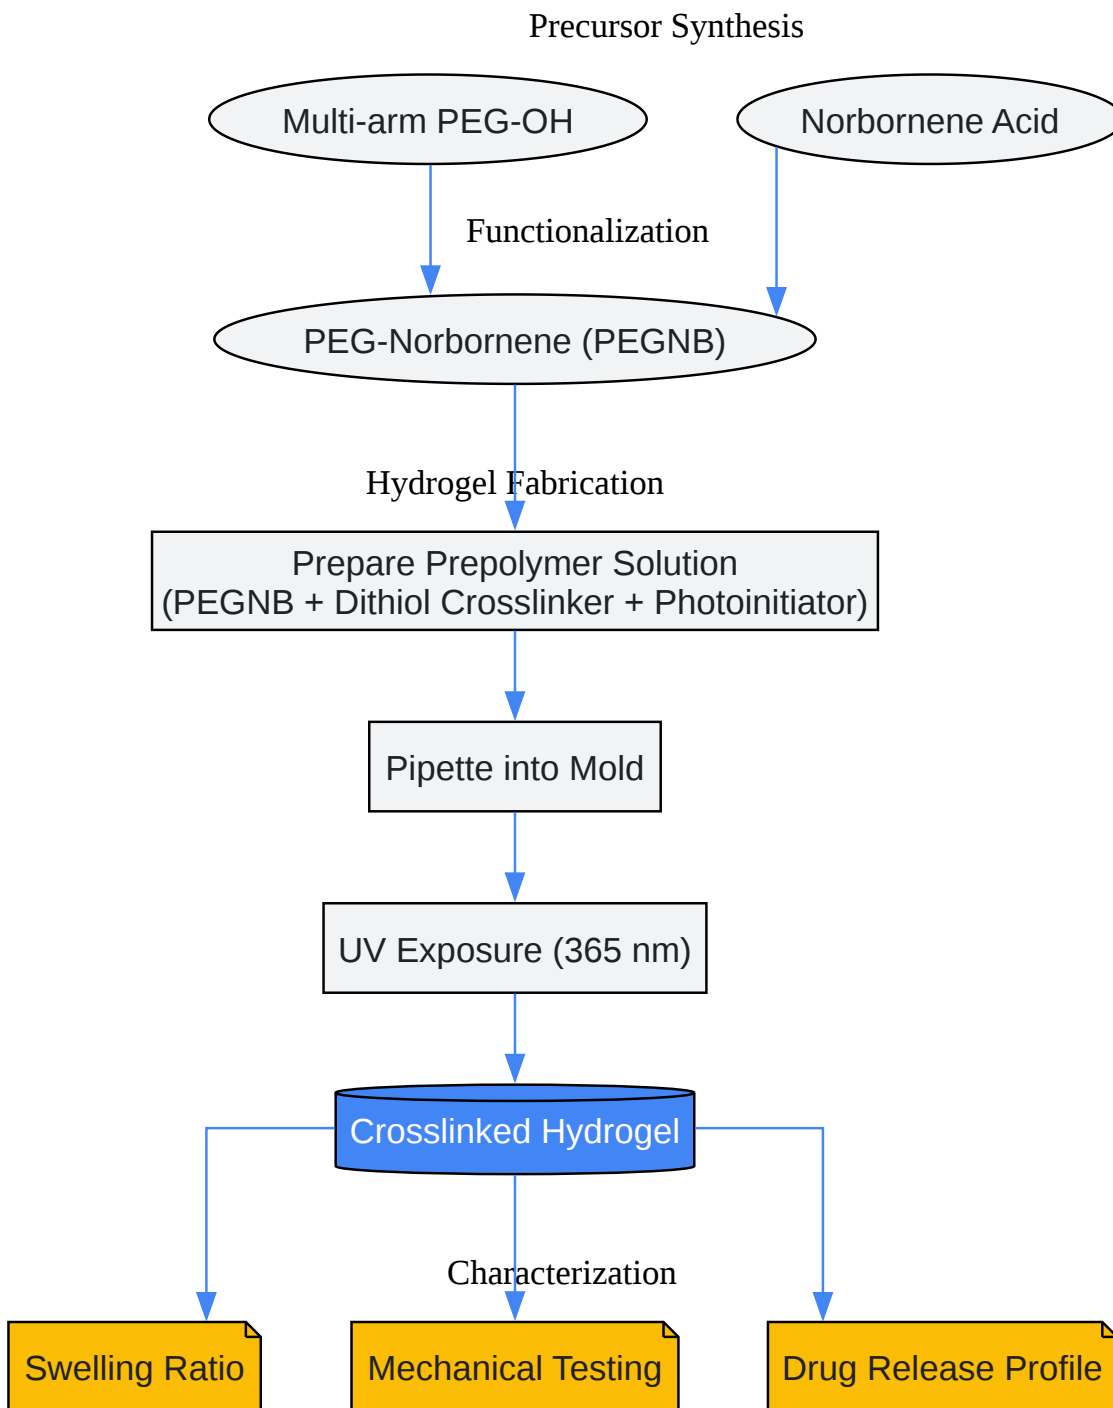 Precursor Synthesis
Multi-arm PEG-OH
Norbornene Acid
Functionalization
PEG-Norbornene (PEGNB)
Hydrogel Fabrication
Prepare Prepolymer Solution
(PEGNB + Dithiol Crosslinker + Photoinitiator)
Pipette into Mold
UV Exposure (365 nm)
Crosslinked Hydrogel
Characterization
Swelling Ratio
Mechanical Testing
Drug Release Profile